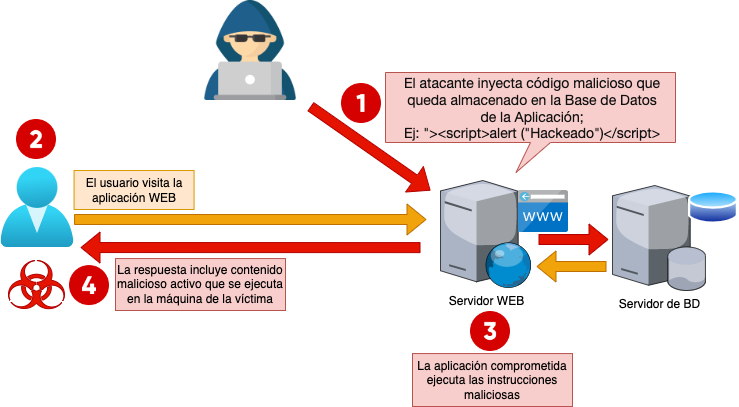 1
El atacante inyecta código malicioso que
queda almacenado en la Base de Datos
de la Aplicación;
Ej: "><script>alert ("Hackeado")</script>
2
El usuario visita la
aplicación WEB
WWW
4
La respuesta incluye contenido
malicioso activo que se ejecuta
en la máquina de la víctima
Servidor WEB
Servidor de BD
3
La aplicación comprometida
ejecuta las instrucciones
maliciosas